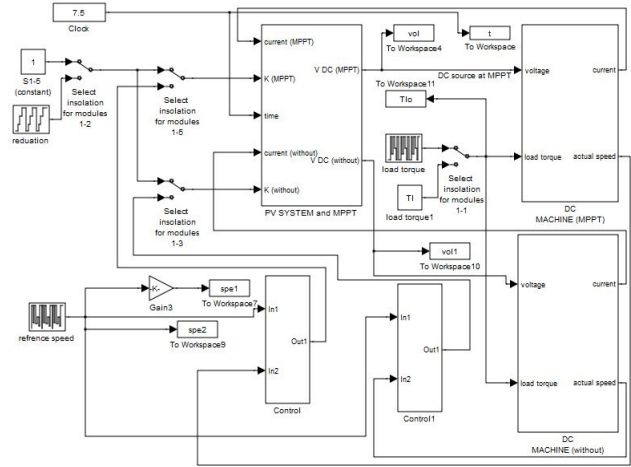 7.5
Clock
1
S1-5
(constant)
reduation
Select
insolation
for modules
1-2
Select
insolation
for modules
1-5
Select
insolation
for modules
1-3
current (MPPT)
K (MPPT)
time
current (without)
K (without)
V DC (MPPT)
V DC (without)
PV SYSTEM and MPPT
vol
To Workspace4
t
To Workspace
DC source at MPPT
To Workspace11
Tlo
load torque
Tl
load torque1
Select
insolation
for modules
1-1
voltage
load torque
current
actual speed
DC
MACHINE (MPPT)
vol1
To Workspace10
voltage
load torque
current
actual speed
DC
MACHINE (without)
refrence speed
-K-
Gain3
spe1
To Workspace7
spe2
To Workspace9
In1
In2
Out1
Control
In1
In2
Out1
Control1